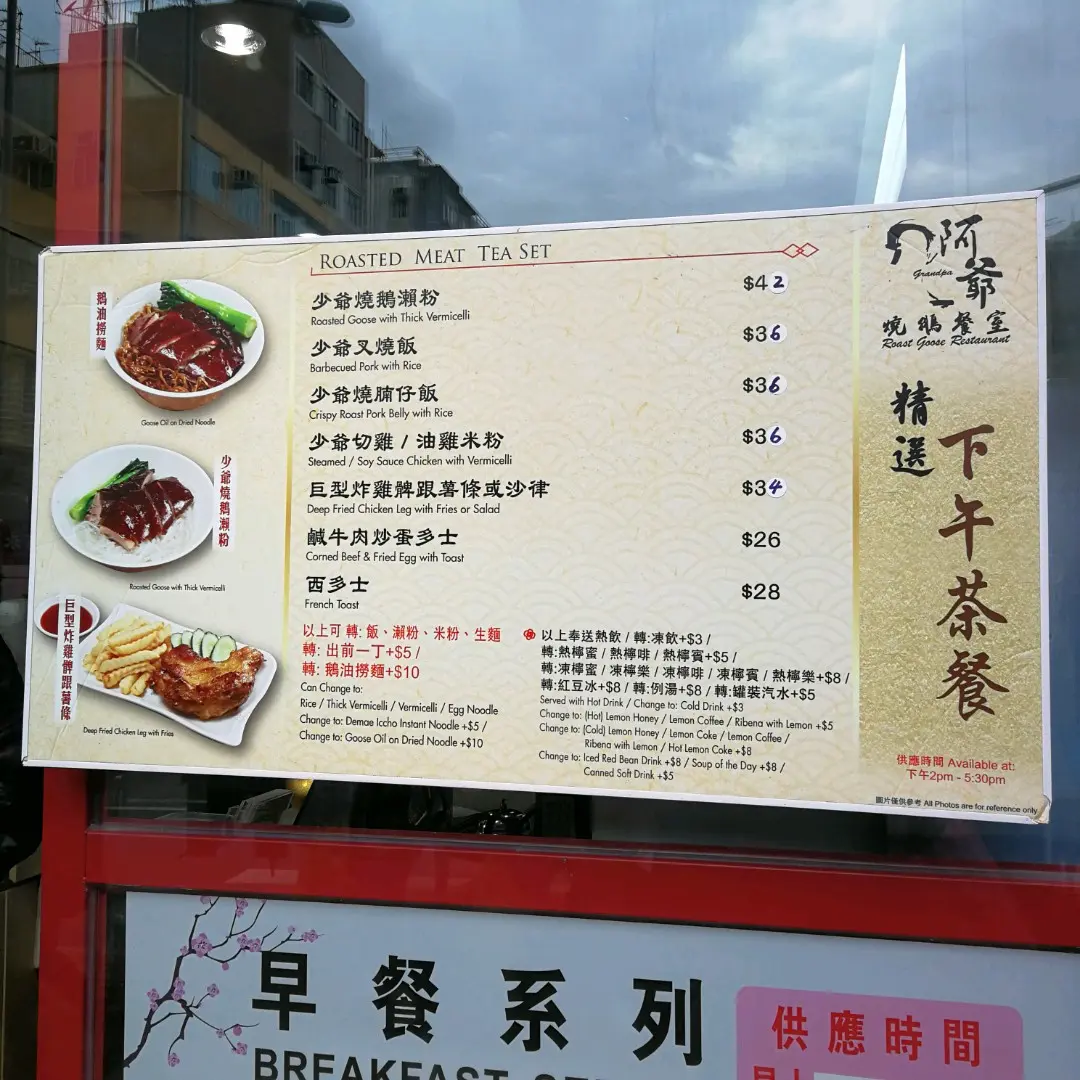 ROASTED MEAT TEA SET
少爺燒鵝瀨粉 $42
Roasted Goose with Thick Vermicelli
少爺叉燒飯 $36
Barbecued Pork with Rice
少爺燒腩仔飯 $36
Crispy Roast Pork Belly with Rice
少爺切雞 / 油雞米粉 $36
Steamed / Soy Sauce Chicken with Vermicelli
巨型炸雞髀跟薯條或沙律 $34
Deep Fried Chicken Leg with Fries or Salad
鹹牛肉炒蛋多士 $26
Corned Beef & Fried Egg with Toast
西多士 $28
French Toast
以上可 轉: 飯、瀨粉、米粉、生麵
轉: 出前一丁+$5 /
轉: 鵝油撈麵+$10
Can Change to:
Rice / Thick Vermicelli / Vermicelli / Egg Noodle
Change to: Demae Iccho Instant Noodle +$5 /
Change to: Goose Oil on Dried Noodle +$10
以上奉送熱飲 / 轉:凍飲+$3 /
轉:熱檸蜜 / 熱檸啡 / 熱檸賓+$5 /
轉:凍檸蜜 / 凍檸樂 / 凍檸啡 / 凍檸賓 / 熱檸樂+$8 /
轉:紅豆冰+$8 / 轉:例湯+$8 / 轉:罐裝汽水+$5
Served with Hot Drink / Change to: Cold Drink +$3
Change to: (Hot) Lemon Honey / Lemon Coffee / Ribena with Lemon +$5
Change to: (Cold) Lemon Honey / Lemon Coke / Lemon Coffee /
Ribena with Lemon / Hot Lemon Coke +$8
Change to: Iced Red Bean Drink +$8 / Soup of the Day +$8 /
Canned Soft Drink +$5
鵝油撈麵
Goose Oil on Dried Noodle
少爺燒鵝瀨粉
Roasted Goose with Thick Vermicelli
巨型炸雞髀跟薯條
Deep Fried Chicken Leg with Fries
阿爺
Grandpa
燒鵝餐室
Roast Goose Restaurant
精選
下午茶餐
供應時間 Available at:
下午2pm - 5:30pm
圖片僅供參考 All Photos are for reference only
早餐系列
BREAKFAST
供應時間